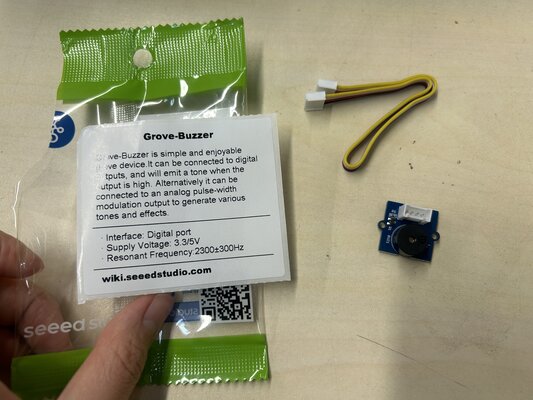 Grove-Buzzer
Grove-Buzzer is simple and enjoyable
device.It can be connected to digital
and will emit a tone when the
output is high. Alternatively it can be
connected to an analog pulse-width
modulation output to generate various
tones and effects.
· Interface: Digital port
· Supply Voltage: 3.3/5V
· Resonant Frequency:2300±300Hz
wiki.seeedstudio.com
seeed